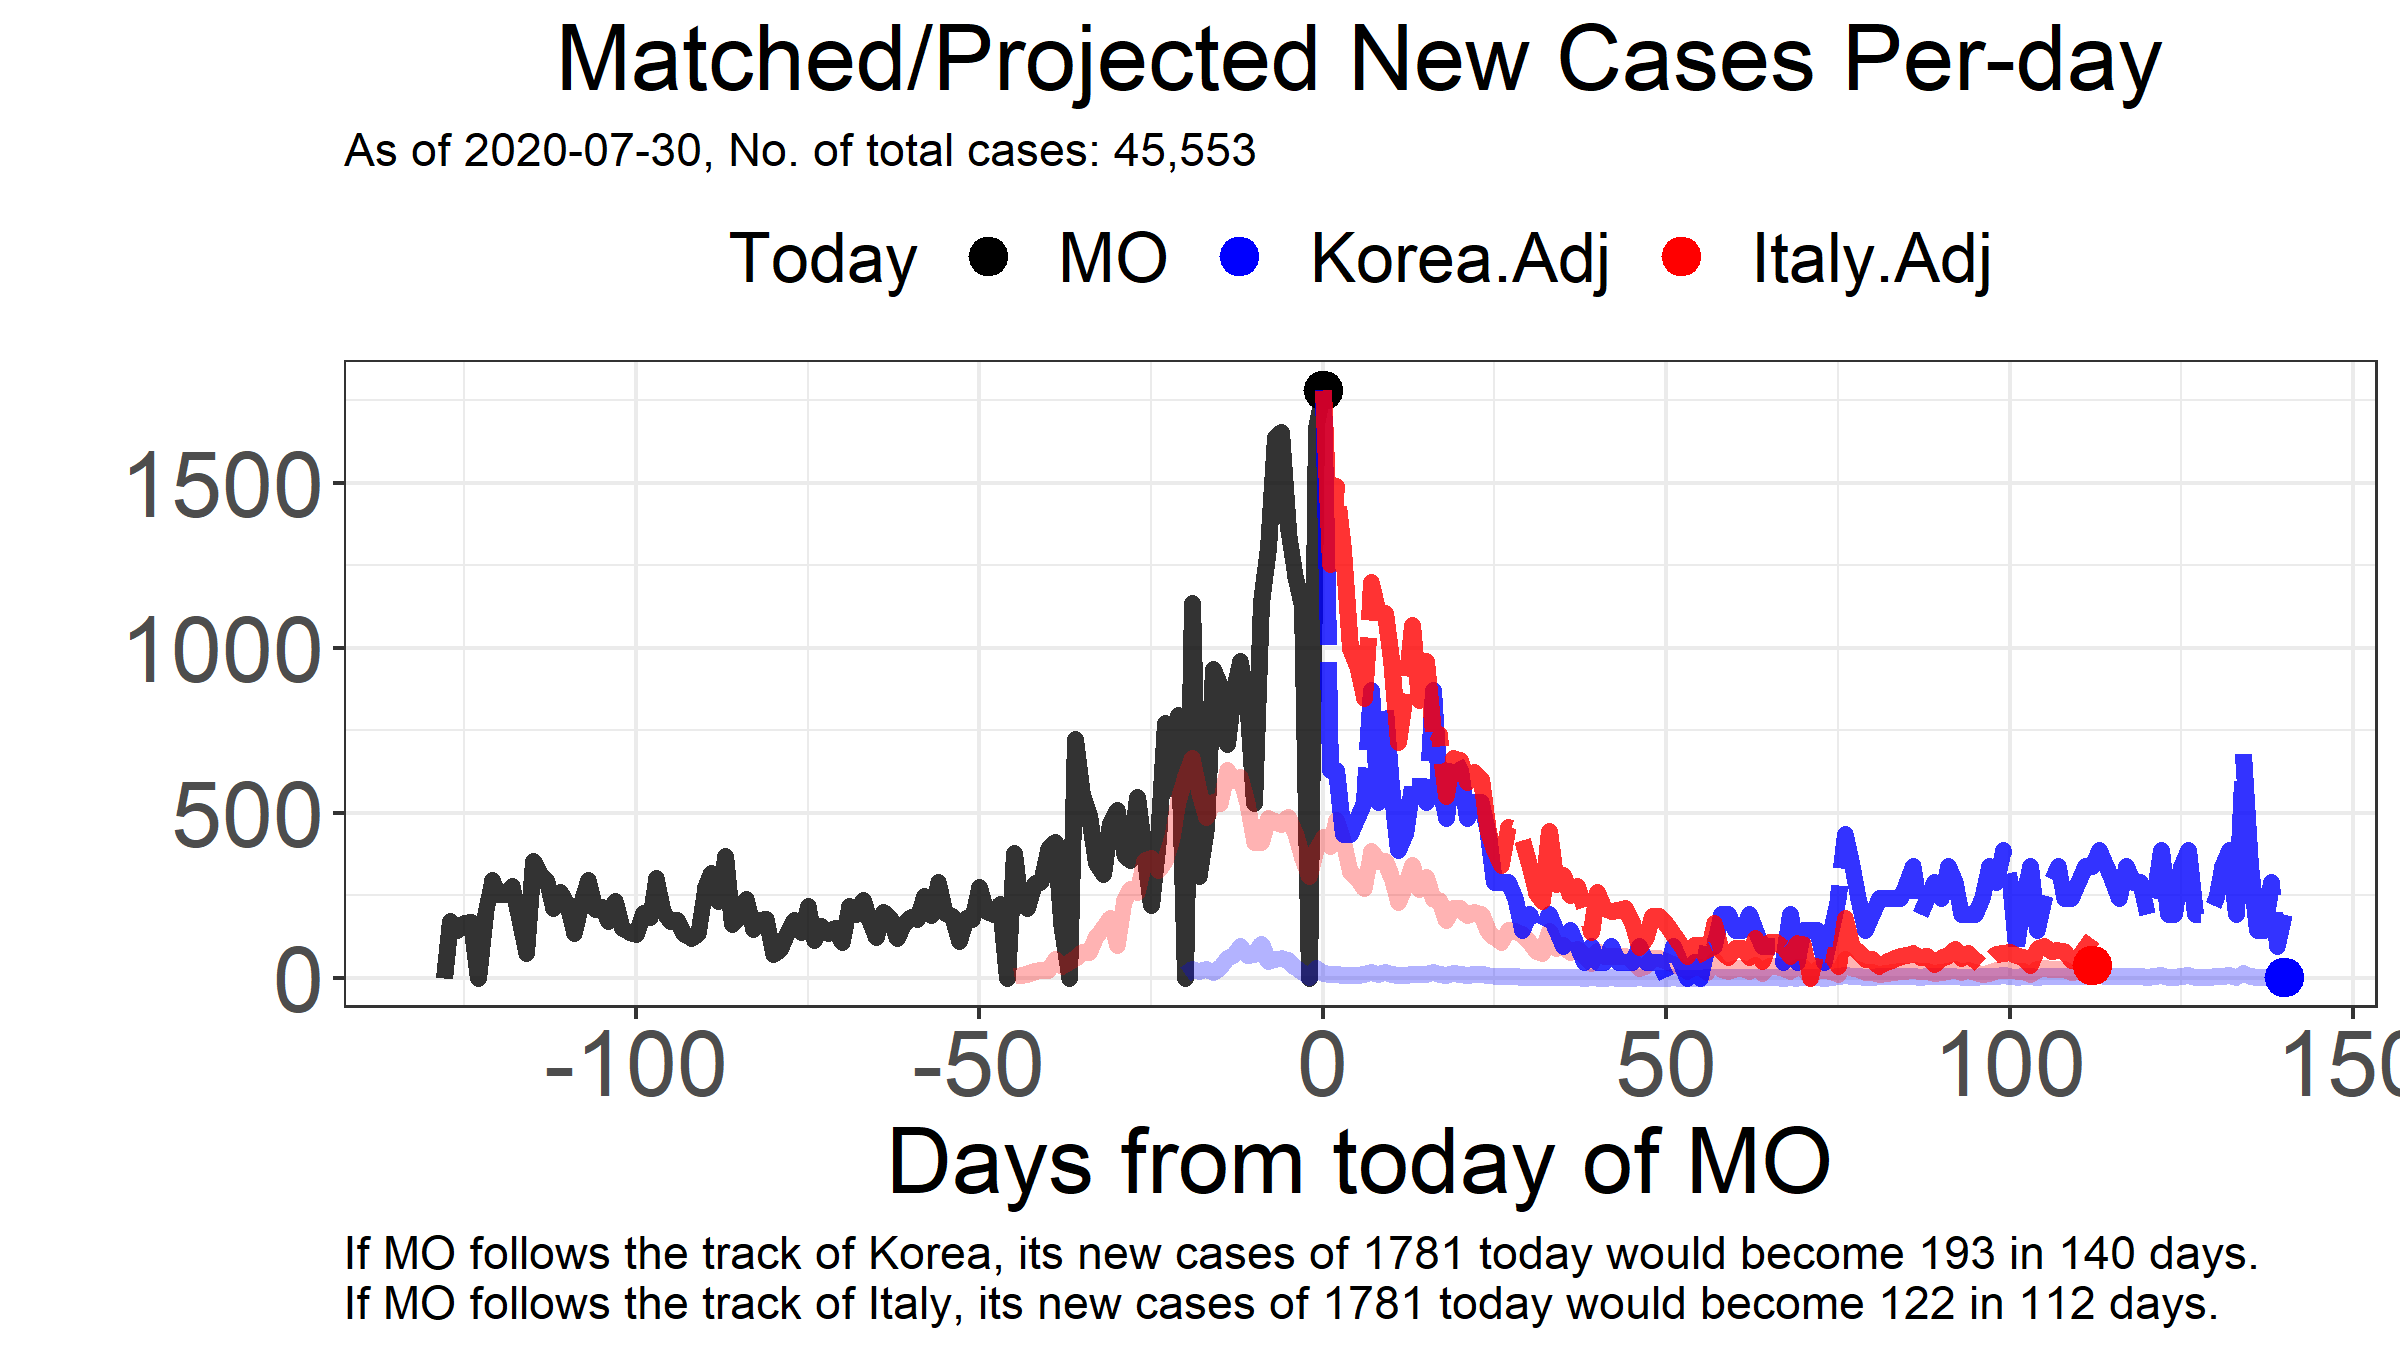 Matched/Projected New Cases Per-day
As of 2020-07-30, No. of total cases: 45,553
Today MO Korea.Adj Italy.Adj
1500
1000
500
0
-100 -50 0 50 100 150
Days from today of MO
If MO follows the track of Korea, its new cases of 1781 today would become 193 in 140 days.
If MO follows the track of Italy, its new cases of 1781 today would become 122 in 112 days.